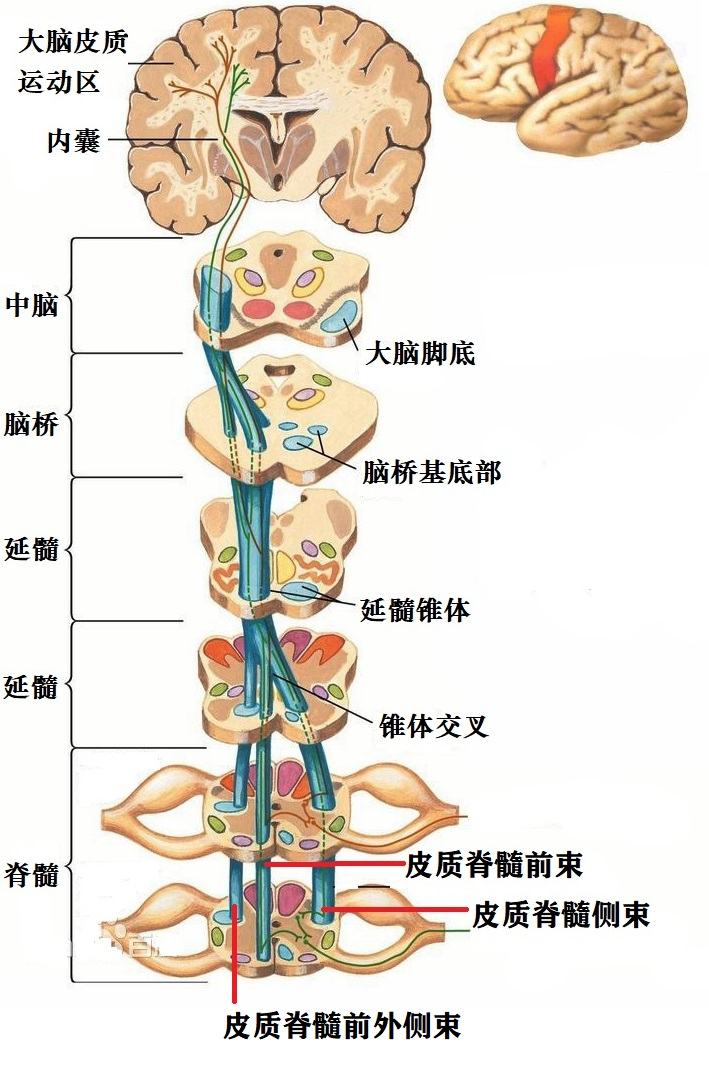 大脑皮质
运动区
内囊
中脑
大脑脚底
脑桥
脑桥基底部
延髓
延髓锥体
延髓
锥体交叉
脊髓
皮质脊髓前束
皮质脊髓侧束
皮质脊髓前外侧束